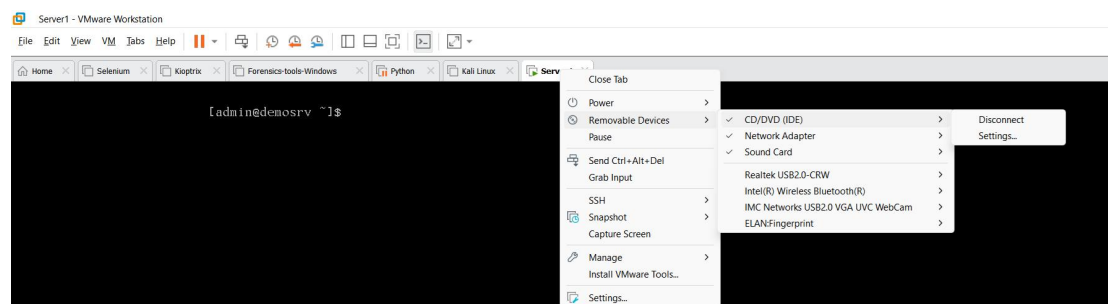 Server1 - VMware Workstation
File Edit View VM Tabs Help
Home Selenium Kioptrix Forensics-tools-Windows Python Kali Linux
[admin@demosrv ~]$
Close Tab
Power
Removable Devices
Pause
Send Ctrl+Alt+Del
Grab Input
SSH
Snapshot
Capture Screen
Manage
Install VMware Tools...
Settings...
CD/DVD (IDE)
Network Adapter
Sound Card
Realtek USB2.0-CRW
Intel(R) Wireless Bluetooth(R)
IMC Networks USB2.0 VGA UVC WebCam
ELAN:Fingerprint
Disconnect
Settings...